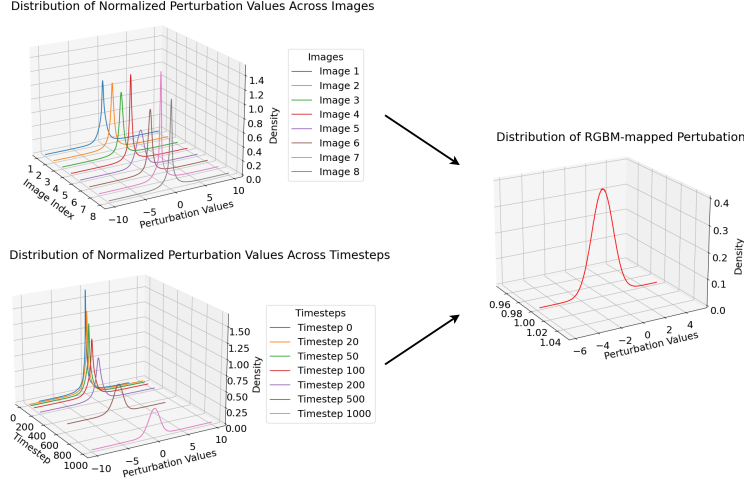 Distribution of Normalized Perturbation Values Across Images
1.4
1.2
1.0
0.8
0.6
0.4
0.2
0.0
Density
1 2 3 4 5 6 7 8
Image Index
−10 −5 0 5 10
Perturbation Values
Images
Image 1
Image 2
Image 3
Image 4
Image 5
Image 6
Image 7
Image 8
Distribution of RGBM-mapped Pertubation
0.4
0.3
0.2
0.1
0.0
Density
0.96
0.98
1.00
1.02
1.04
−6 −4 −2 0 2 4
Perturbation Values
Distribution of Normalized Perturbation Values Across Timesteps
1.50
1.25
1.00
0.75
0.50
0.25
0.00
Density
0 200 400 600 800 1000
Timestep
−10 −5 0 5 10
Perturbation Values
Timesteps
Timestep 0
Timestep 20
Timestep 50
Timestep 100
Timestep 200
Timestep 500
Timestep 1000